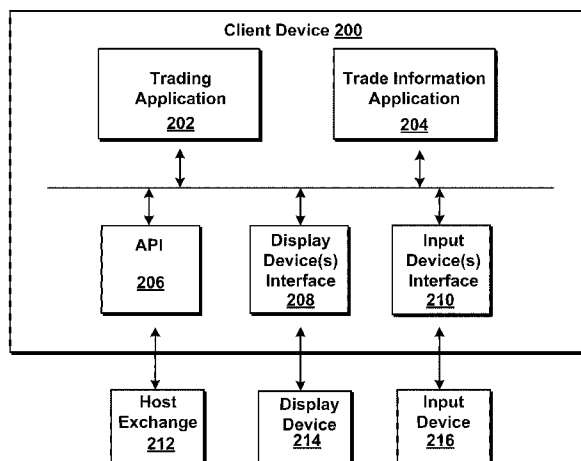 Client Device 200
Trading
Application
202
Trade Information
Application
204
API
206
Display
Device(s)
Interface
208
Input
Device(s)
Interface
210
Host
Exchange
212
Display
Device
214
Input
Device
216